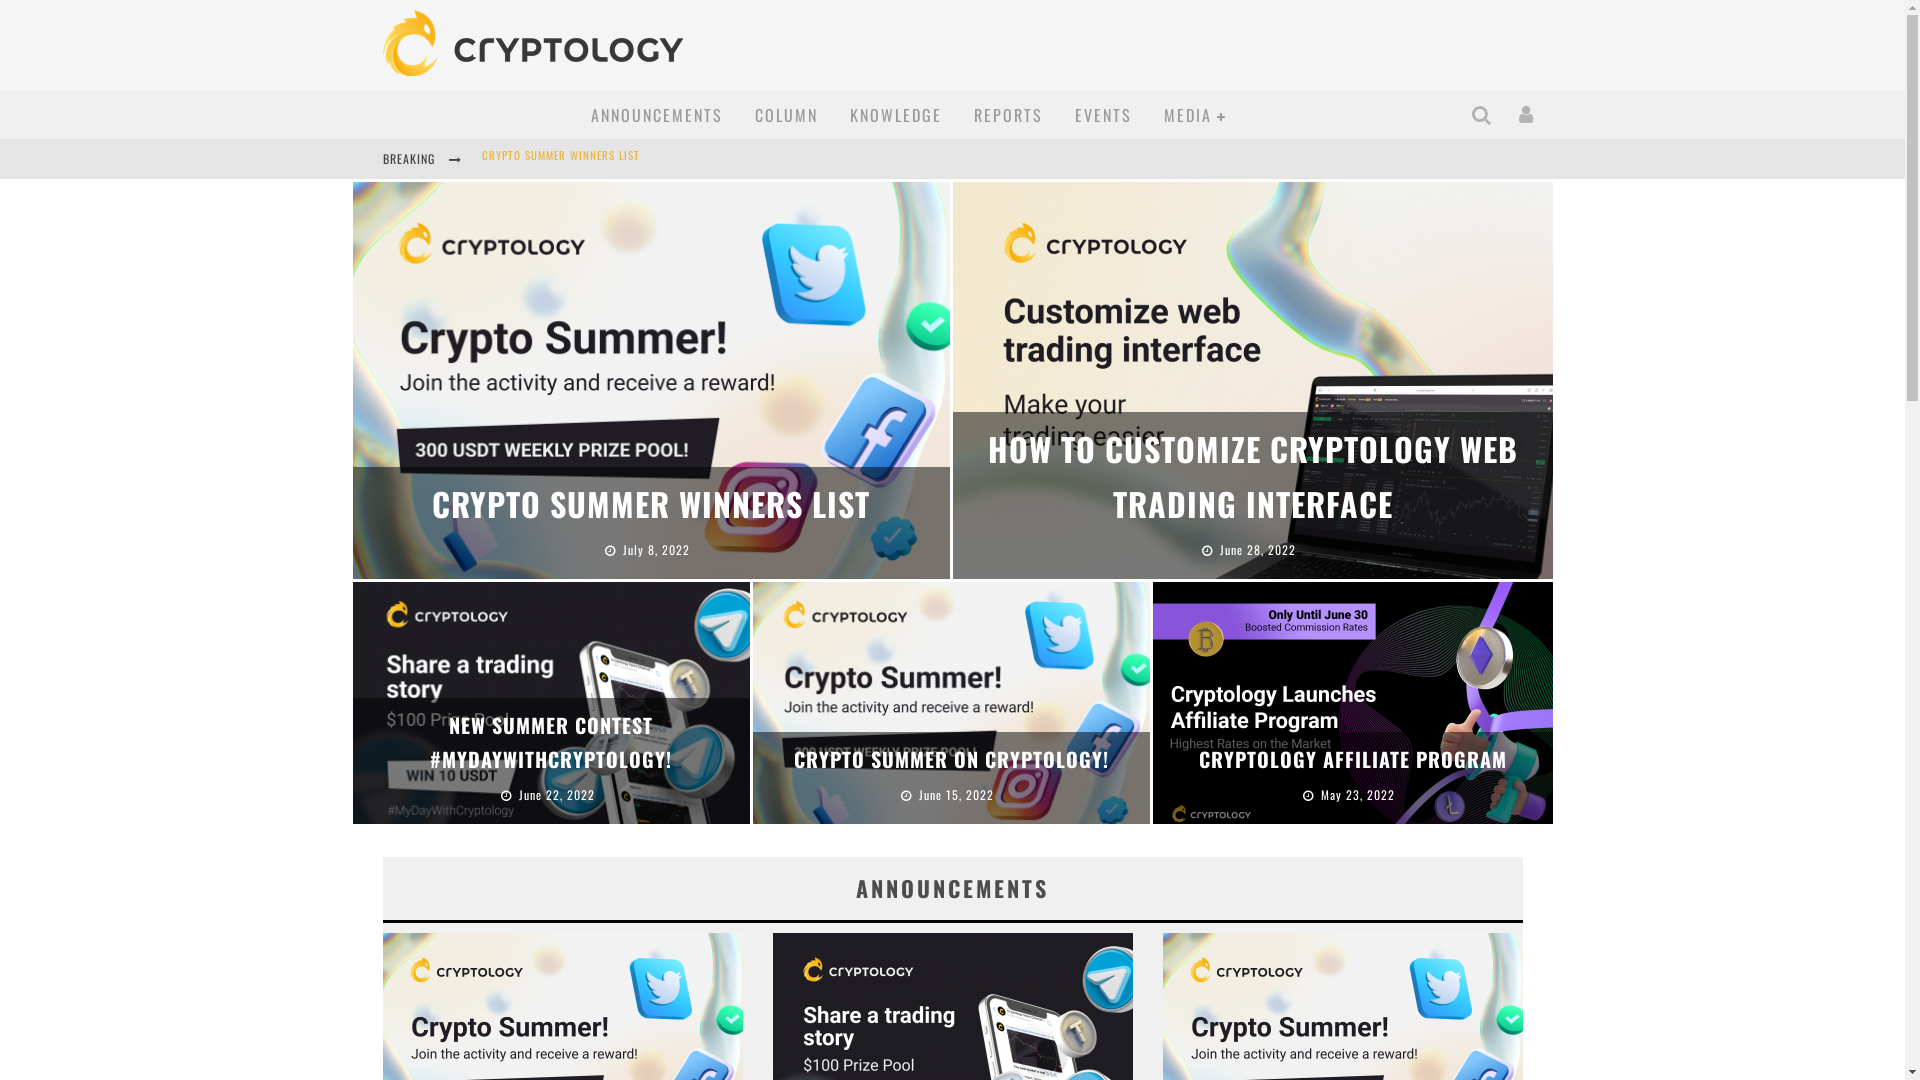 CRYPTOLOGY
ANNOUNCEMENTS
COLUMN
KNOWLEDGE
REPORTS
EVENTS
MEDIA +
BREAKING
CRYPTO SUMMER WINNERS LIST
CRYPTOLOGY
Crypto Summer!
Join the activity and receive a reward!
300 USDT WEEKLY PRIZE POOL!
CRYPTO SUMMER WINNERS LIST
July 8, 2022
CRYPTOLOGY
Customize web
trading interface
Make your
trading easier
HOW TO CUSTOMIZE CRYPTOLOGY WEB
TRADING INTERFACE
June 28, 2022
CRYPTOLOGY
Share a trading
story
$100 Prize Pool
NEW SUMMER CONTEST
#MYDAYWITHCRYPTOLOGY!
WIN 10 USDT
June 22, 2022
#MyDayWithCryptology
CRYPTOLOGY
Crypto Summer!
Join the activity and receive a reward!
300 USDT WEEKLY PRIZE POOL!
CRYPTO SUMMER ON CRYPTOLOGY!
June 15, 2022
Only Until June 30
Boosted Commission Rates
Cryptology Launches
Affiliate Program
Highest Rates on the Market
CRYPTOLOGY AFFILIATE PROGRAM
May 23, 2022
CRYPTOLOGY
ANNOUNCEMENTS
CRYPTOLOGY
Crypto Summer!
Join the activity and receive a reward!
CRYPTOLOGY
Share a trading
story
$100 Prize Pool
CRYPTOLOGY
Crypto Summer!
Join the activity and receive a reward!